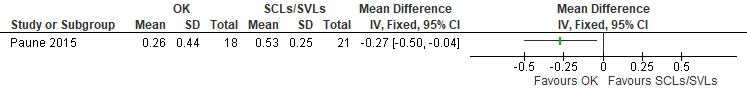 OK SCLs/SVLs Mean Difference Mean Difference
Study or Subgroup Mean SD Total Mean SD Total IV, Fixed, 95% CI IV, Fixed, 95% CI
Paune 2015 0.26 0.44 18 0.53 0.25 21 -0.27 [-0.50, -0.04]
-0.5 -0.25 0 0.25 0.5
Favours OK Favours SCLs/SVLs